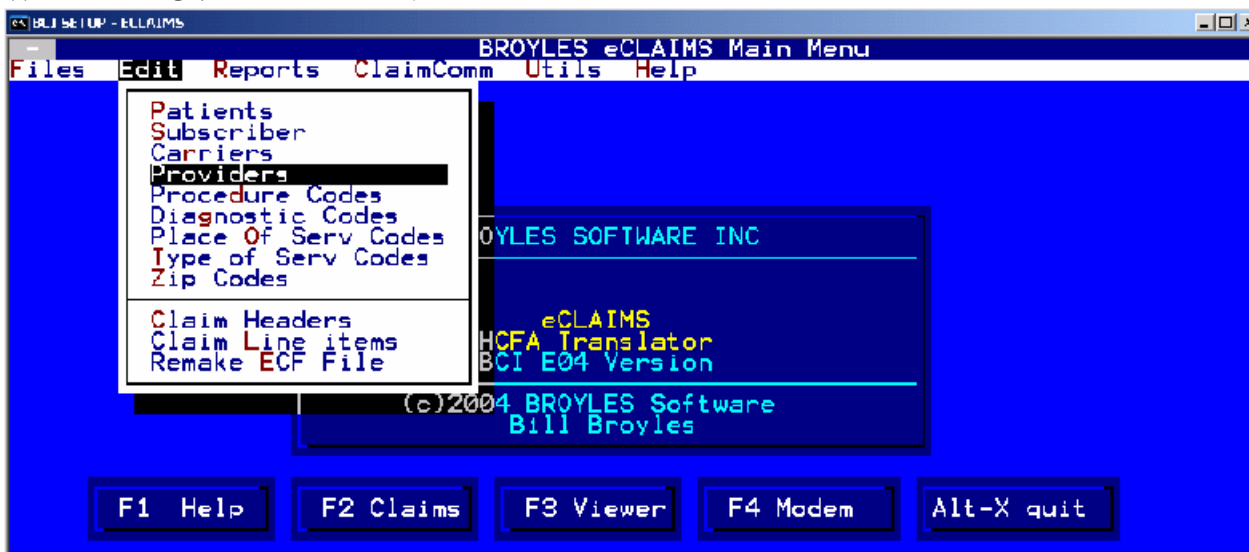 BCI SETUP - ECLAIMS
BROYLES eCLAIMS Main Menu
Files Edit Reports ClaimComm Utils Help
Patients
Subscriber
Carriers
Providers
Procedure Codes
Diagnostic Codes
Place Of Serv Codes
Type of Serv Codes
Zip Codes
Claim Headers
Claim Line items
Remake ECF File
OYLES SOFTWARE INC
eCLAIMS
HCFA Translator
BCI E04 Version
(c)2004 BROYLES Software
Bill Broyles
F1 Help F2 Claims F3 Viewer F4 Modem Alt-X quit